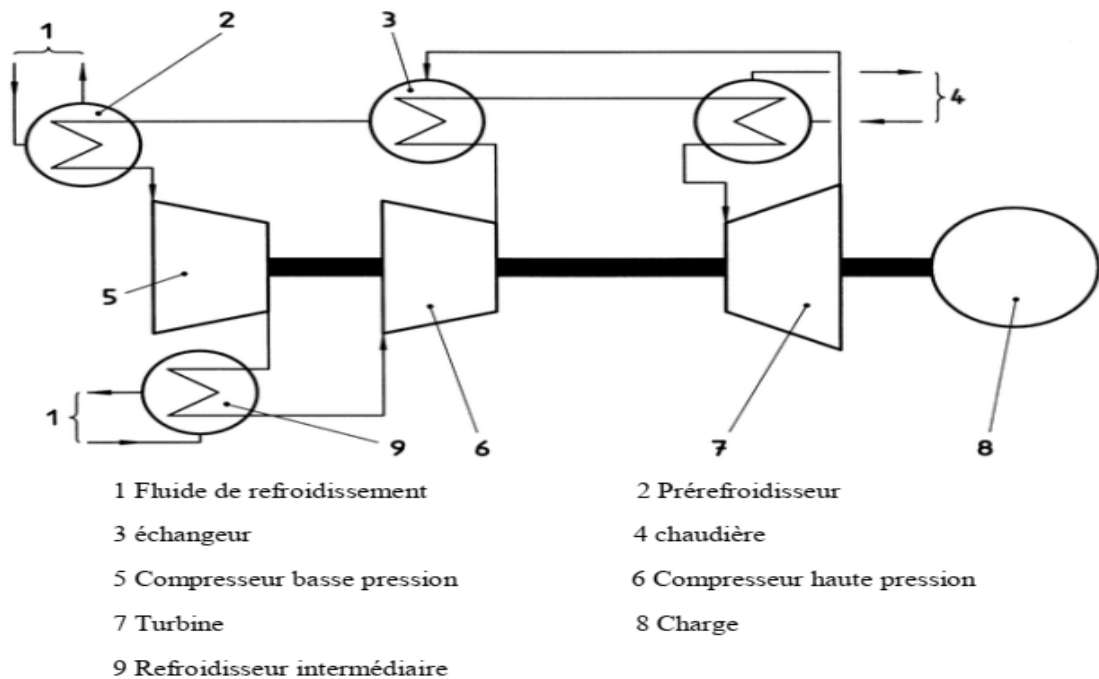 2
3
1
4
5
1
9
6
7
8
1 Fluide de refroidissement 2 Prérefroidisseur
3 échangeur 4 chaudière
5 Compresseur basse pression 6 Compresseur haute pression
7 Turbine 8 Charge
9 Refroidisseur intermédiaire